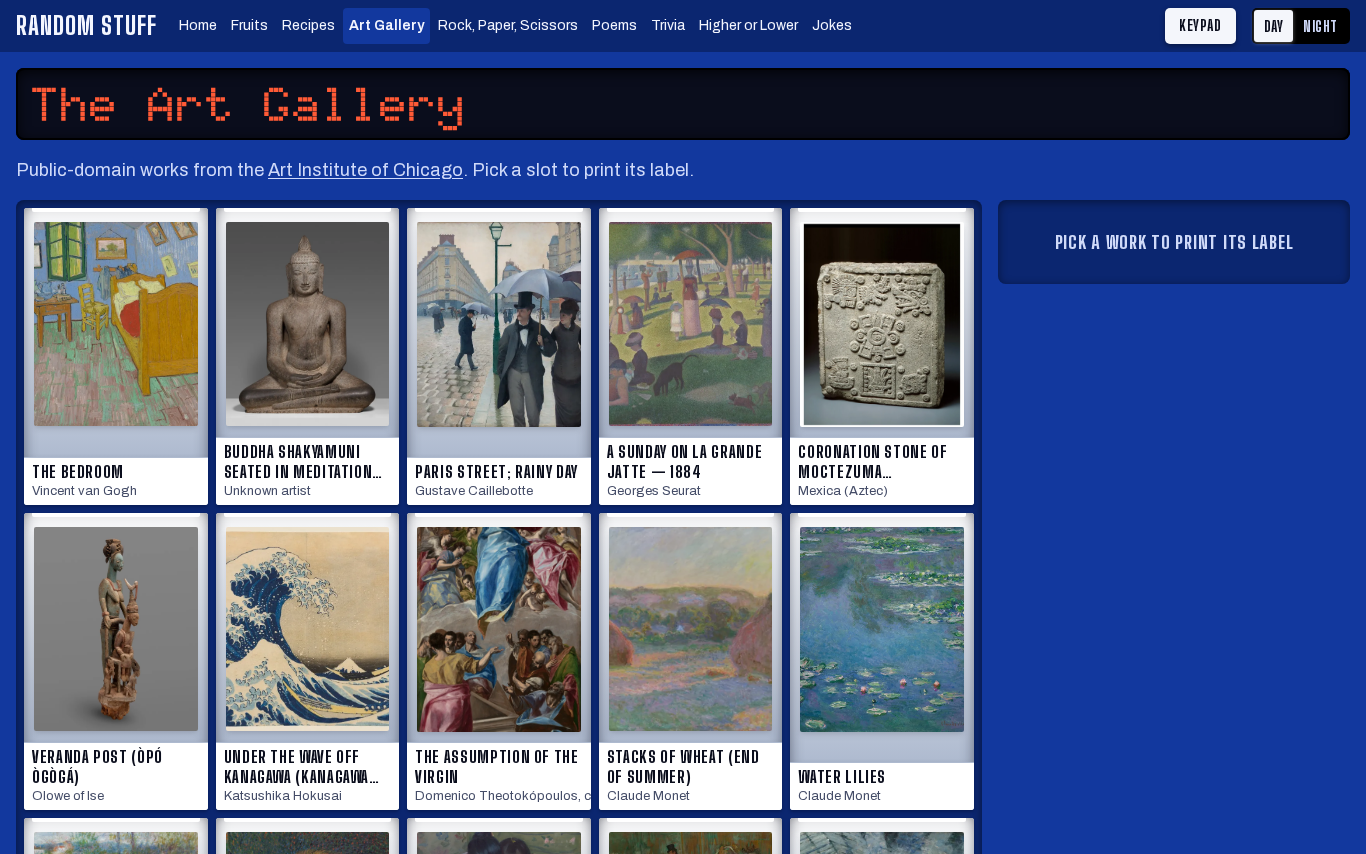 RANDOM STUFF
Home
Fruits
Recipes
Art Gallery
Rock, Paper, Scissors
Poems
Trivia
Higher or Lower
Jokes
KEYPAD
DAY
NIGHT
The Art Gallery
Public-domain works from the Art Institute of Chicago. Pick a slot to print its label.
PICK A WORK TO PRINT ITS LABEL
THE BEDROOM
Vincent van Gogh
BUDDHA SHAKYAMUNI
SEATED IN MEDITATION…
Unknown artist
PARIS STREET; RAINY DAY
Gustave Caillebotte
A SUNDAY ON LA GRANDE
JATTE — 1884
Georges Seurat
CORONATION STONE OF
MOCTEZUMA…
Mexica (Aztec)
VERANDA POST (ÒPÓ
ÒGÒGÁ)
Olowe of Ise
UNDER THE WAVE OFF
KANAGAWA (KANAGAWA…
Katsushika Hokusai
THE ASSUMPTION OF THE
VIRGIN
Domenico Theotokópoulos, c
STACKS OF WHEAT (END
OF SUMMER)
Claude Monet
WATER LILIES
Claude Monet